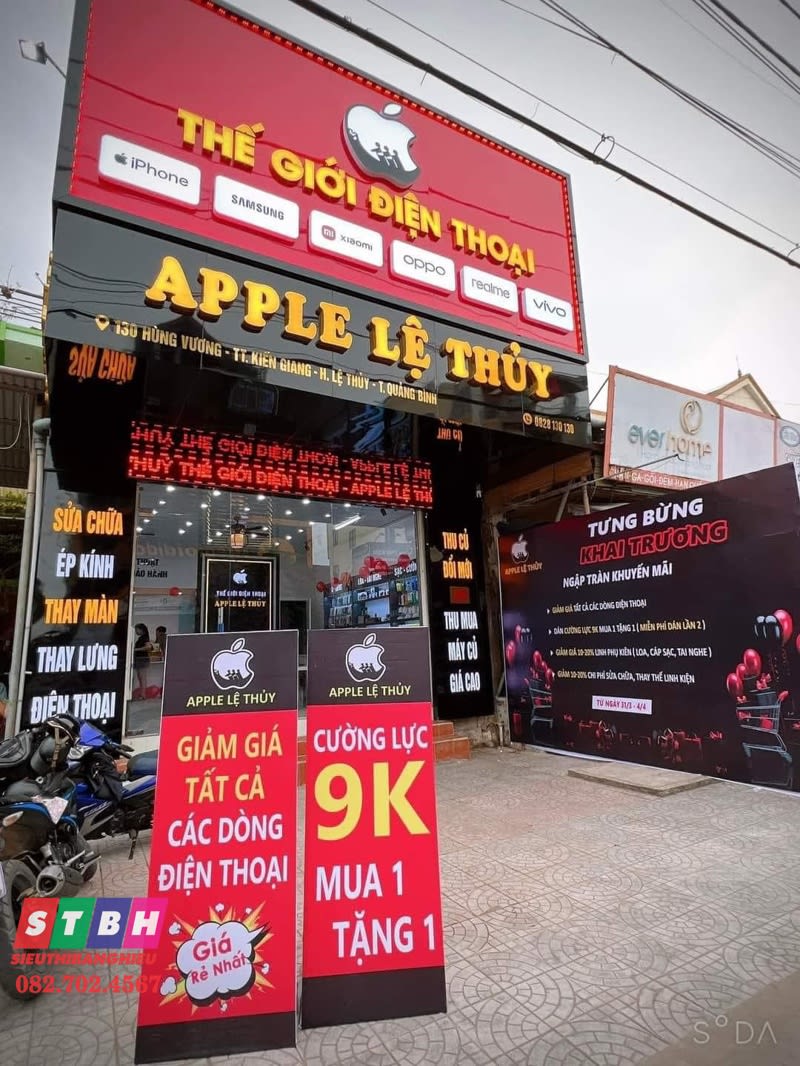 THẾ GIỚI ĐIỆN THOẠI
iPhone
SAMSUNG
xiaomi
oppo
realme
vivo
APPLE LỆ THỦY
130 HÙNG VƯƠNG - TT. KIẾN GIANG - H. LỆ THỦY - T. QUẢNG BÌNH
0828 130 130
THUỶ THẾ GIỚI ĐIỆN THOẠI - APPLE LỆ TH
SỬA CHỮA
ÉP KÍNH
THAY MÀN
THAY LƯNG
ĐIỆN THOẠI
THẾ GIỚI ĐIỆN THOẠI
APPLE LỆ THỦY
THU CŨ
ĐỔI MỚI
THU MUA
MÁY CŨ
GIÁ CAO
everhome
APPLE LỆ THỦY
TƯNG BỪNG
KHAI TRƯƠNG
NGẬP TRÀN KHUYẾN MÃI
GIẢM GIÁ TẤT CẢ CÁC DÒNG ĐIỆN THOẠI
DÁN CƯỜNG LỰC 9K MUA 1 TẶNG 1 ( MIỄN PHÍ DÁN LẦN 2 )
GIẢM GIÁ 10-20% LINH PHỤ KIỆN ( LOA, CÁP SẠC, TAI NGHE )
GIẢM 10-20% CHI PHÍ SỬA CHỮA, THAY THẾ LINH KIỆN
TỪ NGÀY 31/3 - 4/4
APPLE LỆ THỦY
GIẢM GIÁ
TẤT CẢ
CÁC DÒNG
ĐIỆN THOẠI
Giá
Rẻ Nhất
APPLE LỆ THỦY
CƯỜNG LỰC
9K
MUA 1
TẶNG 1
STBH
SIEUTHIBANGHIEU
082.702.4567
SODA